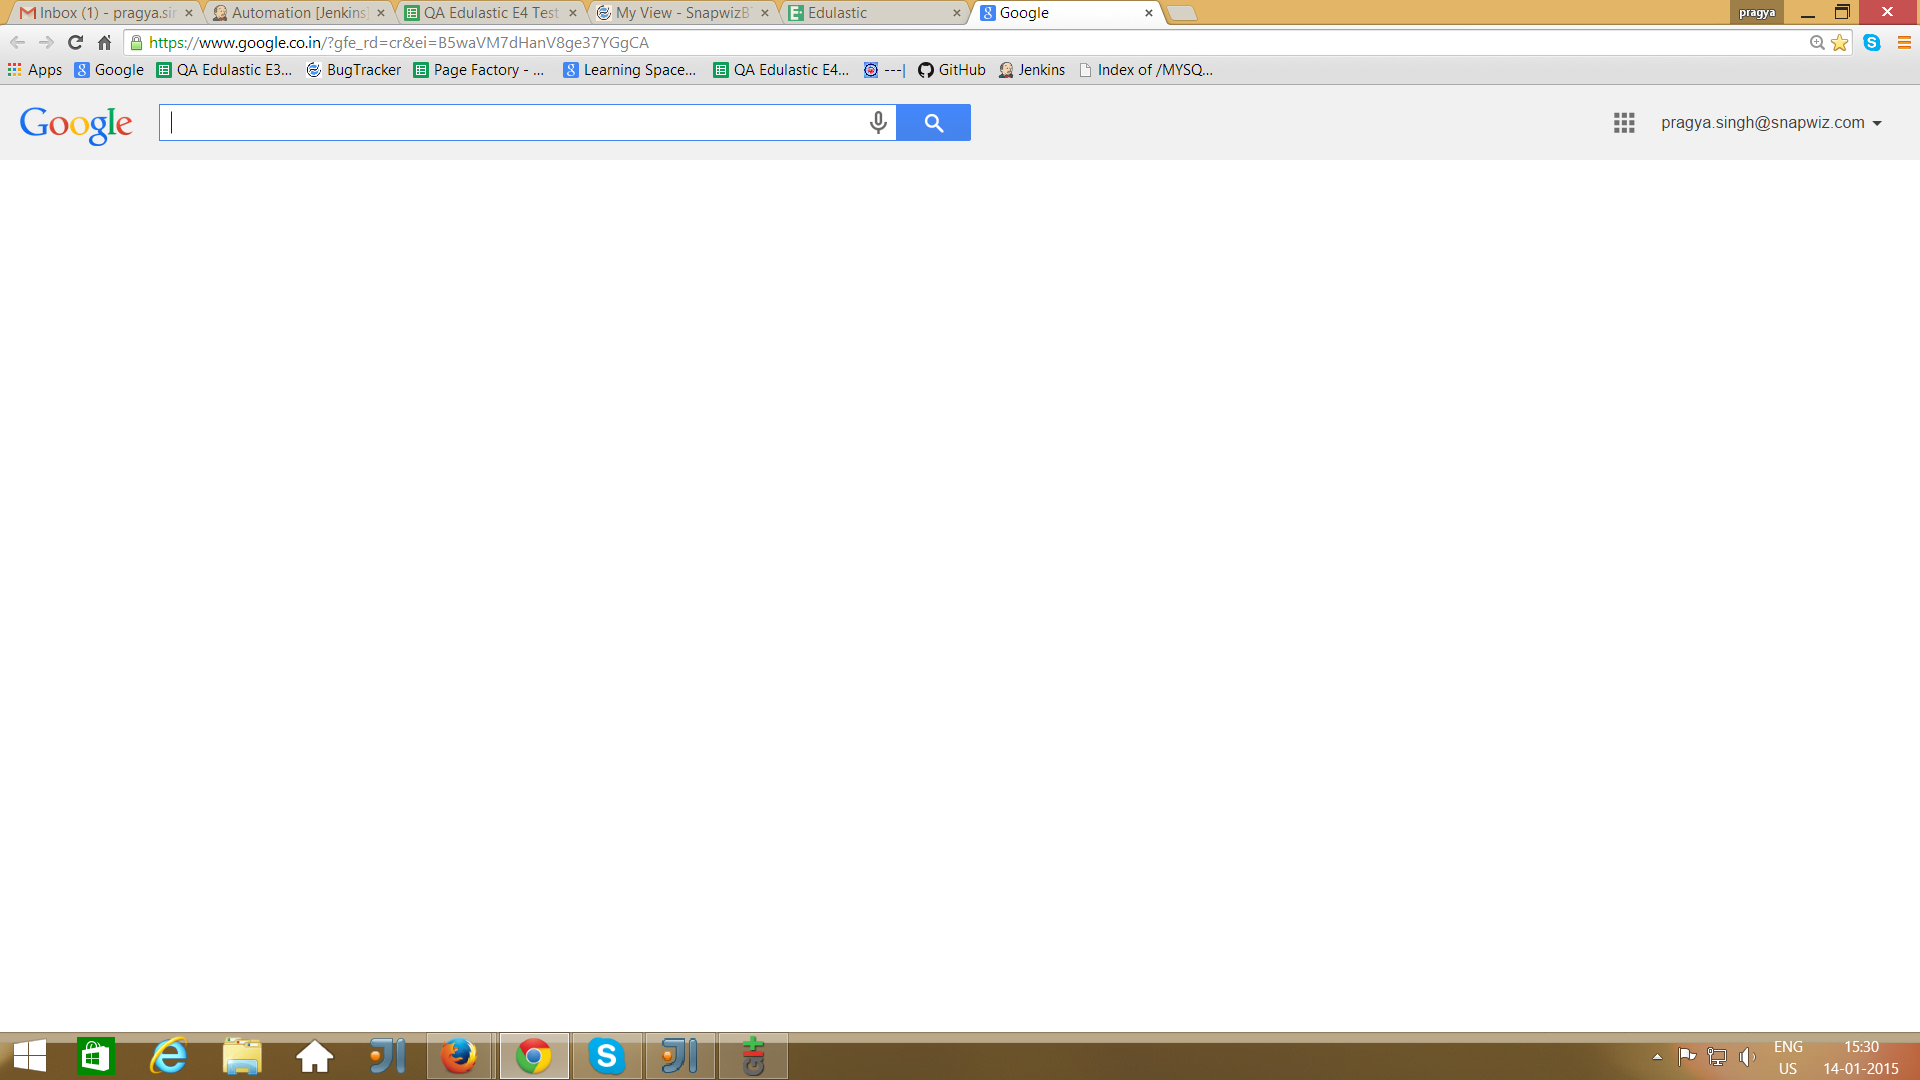 Inbox (1) - pragya.sin
Automation [Jenkins]
QA Edulastic E4 Test
My View - SnapwizB
Edulastic
Google
pragya
https://www.google.co.in/?gfe_rd=cr&ei=B5waVM7dHanV8ge37YGgCA
Apps
Google
QA Edulastic E3...
BugTracker
Page Factory - ...
Learning Space...
QA Edulastic E4...
---|
GitHub
Jenkins
Index of /MYSQ...
Google
pragya.singh@snapwiz.com
ENG
US
15:30
14-01-2015